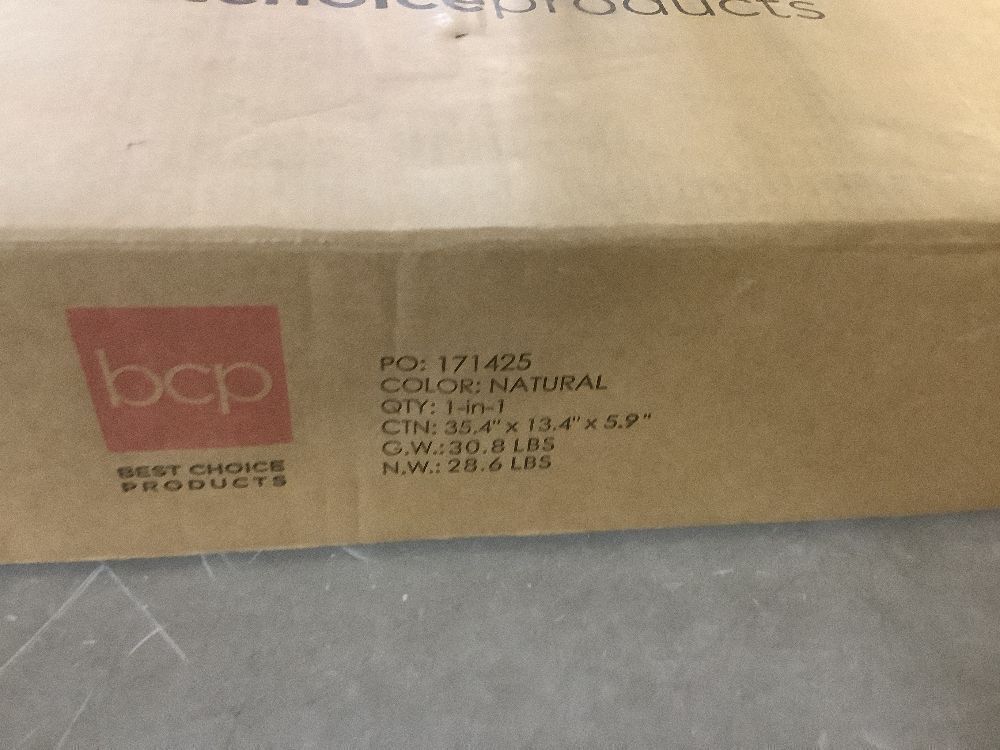 choiceproducts
bcp
BEST CHOICE
PRODUCTS
PO: 171425
COLOR: NATURAL
QTY: 1-in-1
CTN: 35.4" x 13.4" x 5.9"
G.W.:30.8 LBS
N.W.: 28.6 LBS